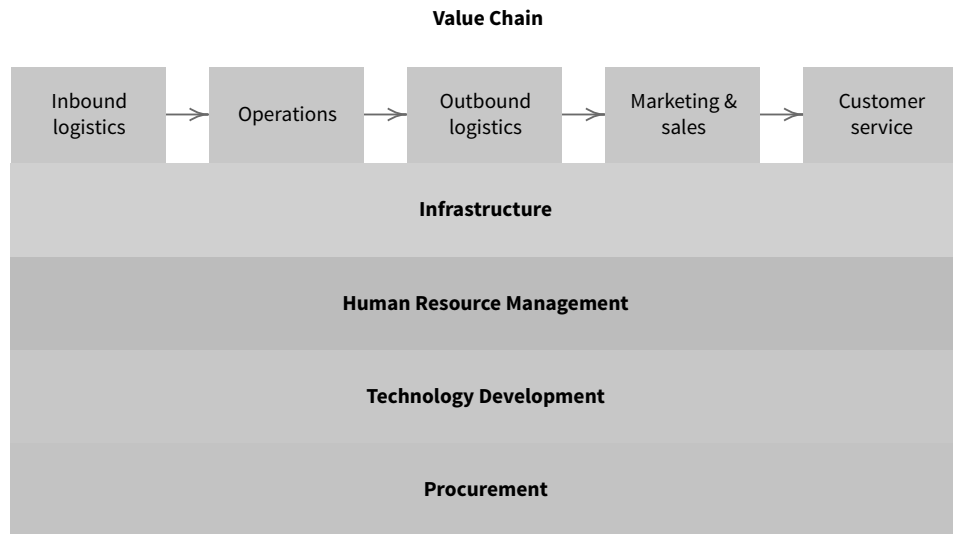 Value Chain
Inbound
logistics
Operations
Outbound
logistics
Marketing &
sales
Customer
service
Infrastructure
Human Resource Management
Technology Development
Procurement